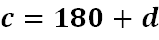 c = 180 + d